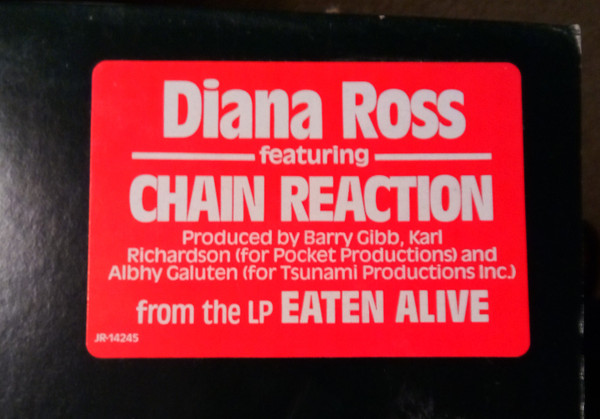 Diana Ross
featuring
CHAIN REACTION
Produced by Barry Gibb, Karl
Richardson (for Pocket Productions) and
Albhy Galuten (for Tsunami Productions Inc.)
from the LP EATEN ALIVE
JR-14245